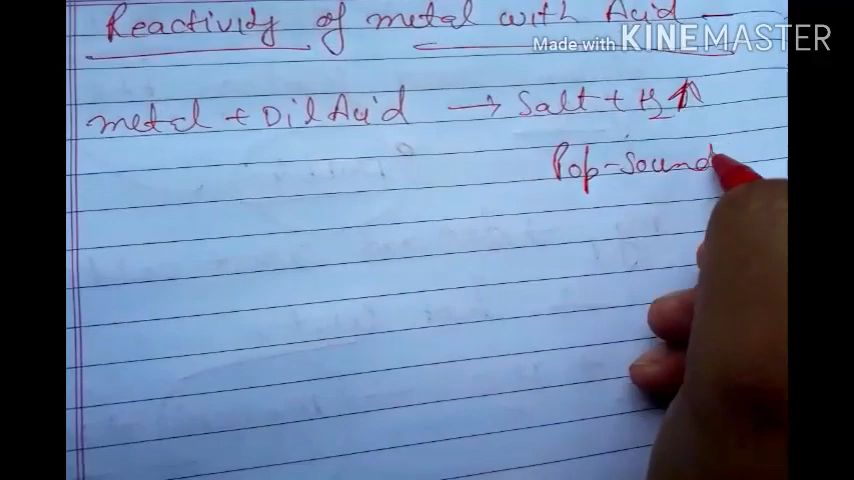 Reactivity of metal with Acid
Made with KINEMASTER
metal + Dil Acid → Salt + H2↑
Pop-Sound